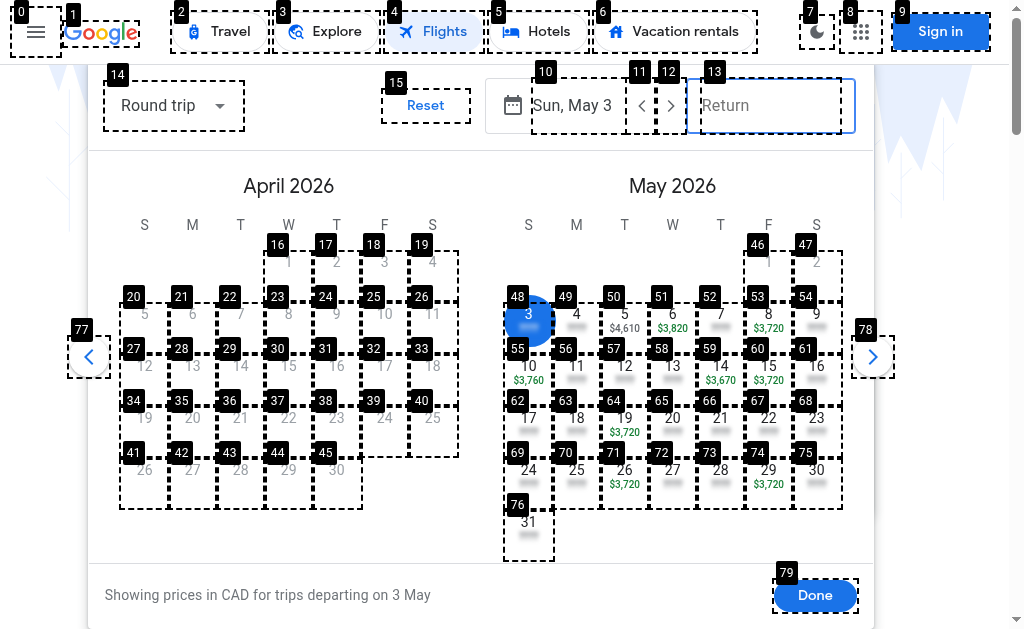 0 1 2 3 4 5 6 7 8 9
Google Travel Explore Flights Hotels Vacation rentals Sign in
14 15 10 11 12 13
Round trip Reset Sun, May 3 Return
April 2026
S M T W T F S
16 17 18 19
1 2 3 4
20 21 22 23 24 25 26
5 6 7 8 9 10 11
27 28 29 30 31 32 33
12 13 14 15 16 17 18
34 35 36 37 38 39 40
19 20 21 22 23 24 25
41 42 43 44 45
26 27 28 29 30
May 2026
S M T W T F S
46 47
1 2
48 49 50 51 52 53 54
3 4 5 6 7 8 9
$4,610 $3,820 $3,720
55 56 57 58 59 60 61
10 11 12 13 14 15 16
$3,760 $3,670 $3,720
62 63 64 65 66 67 68
17 18 19 20 21 22 23
$3,720
69 70 71 72 73 74 75
24 25 26 27 28 29 30
$3,720 $3,720
76
31
77 78
79
Showing prices in CAD for trips departing on 3 May Done